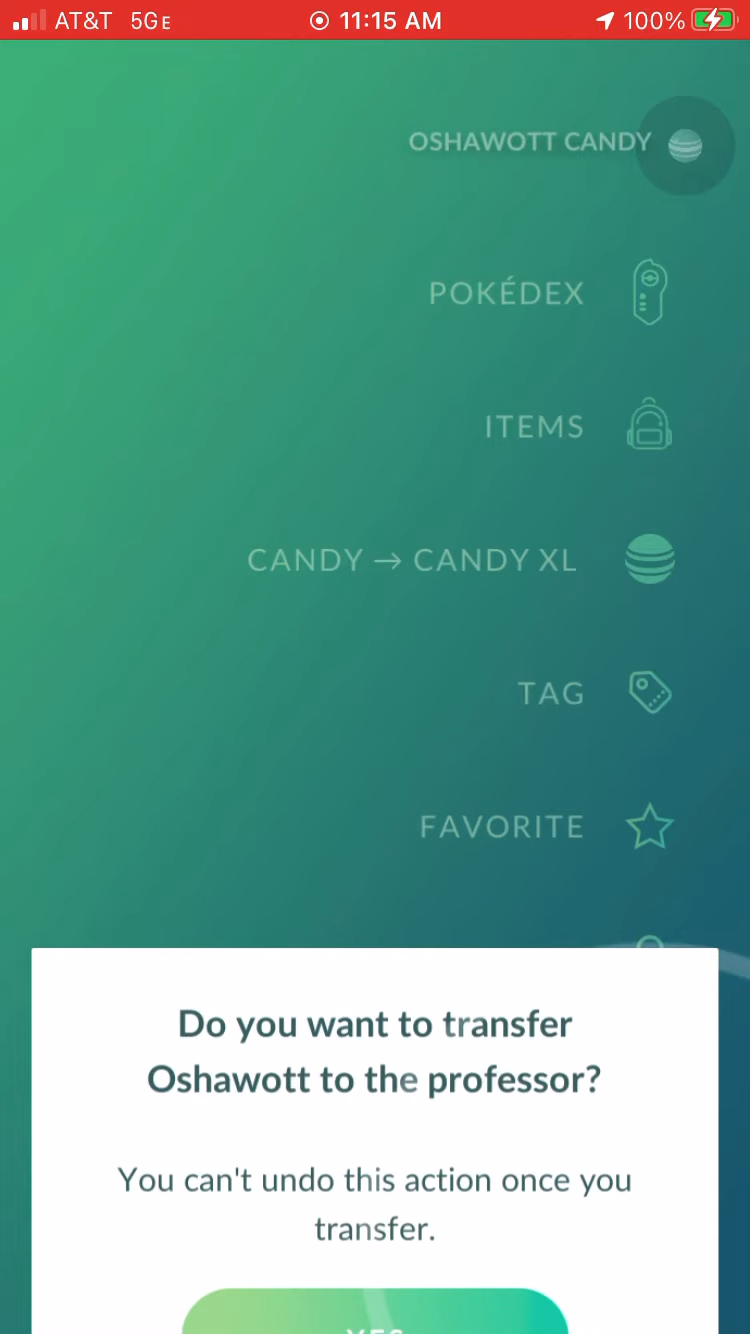 AT&T 5GE 11:15 AM 100%
OSHAWOTT CANDY
POKÉDEX
ITEMS
CANDY → CANDY XL
TAG
FAVORITE
Do you want to transfer
Oshawott to the professor?
You can't undo this action once you
transfer.
YES